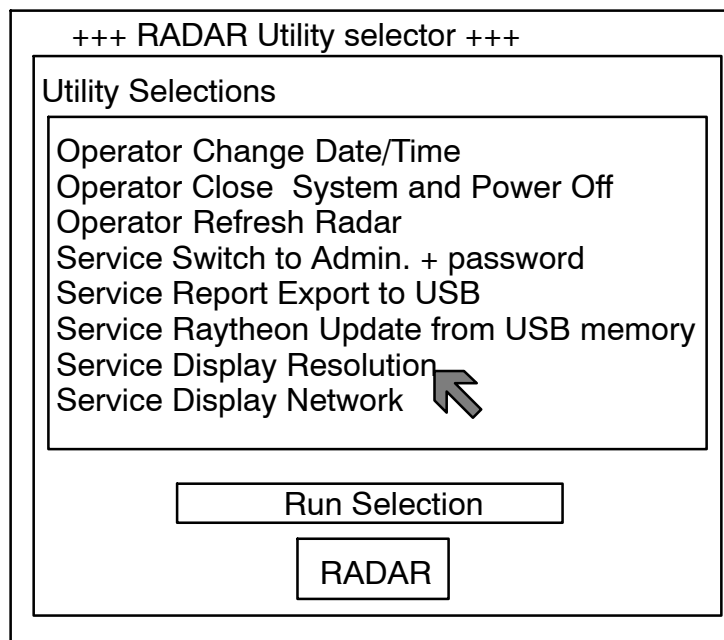 +++ RADAR Utility selector +++
Utility Selections
Operator Change Date/Time
Operator Close  System and Power Off
Operator Refresh Radar
Service Switch to Admin. + password
Service Report Export to USB
Service Raytheon Update from USB memory
Service Display Resolution
Service Display Network
Run Selection
RADAR